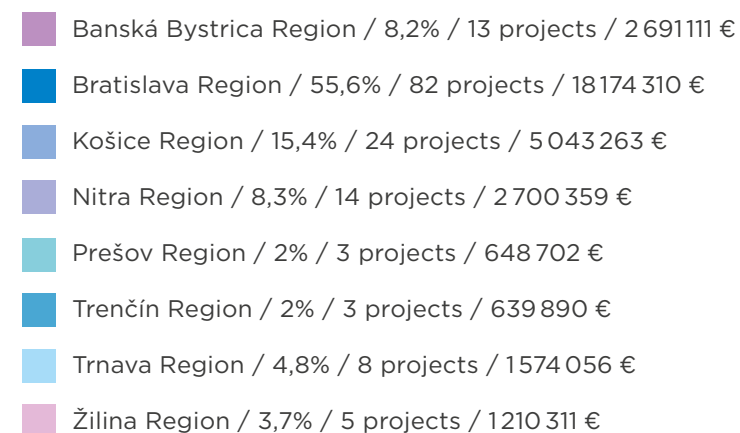 Banská Bystrica Region / 8,2% / 13 projects / 2 691 111 €
Bratislava Region / 55,6% / 82 projects / 18 174 310 €
Košice Region / 15,4% / 24 projects / 5 043 263 €
Nitra Region / 8,3% / 14 projects / 2 700 359 €
Prešov Region / 2% / 3 projects / 648 702 €
Trenčín Region / 2% / 3 projects / 639 890 €
Trnava Region / 4,8% / 8 projects / 1 574 056 €
Žilina Region / 3,7% / 5 projects / 1 210 311 €